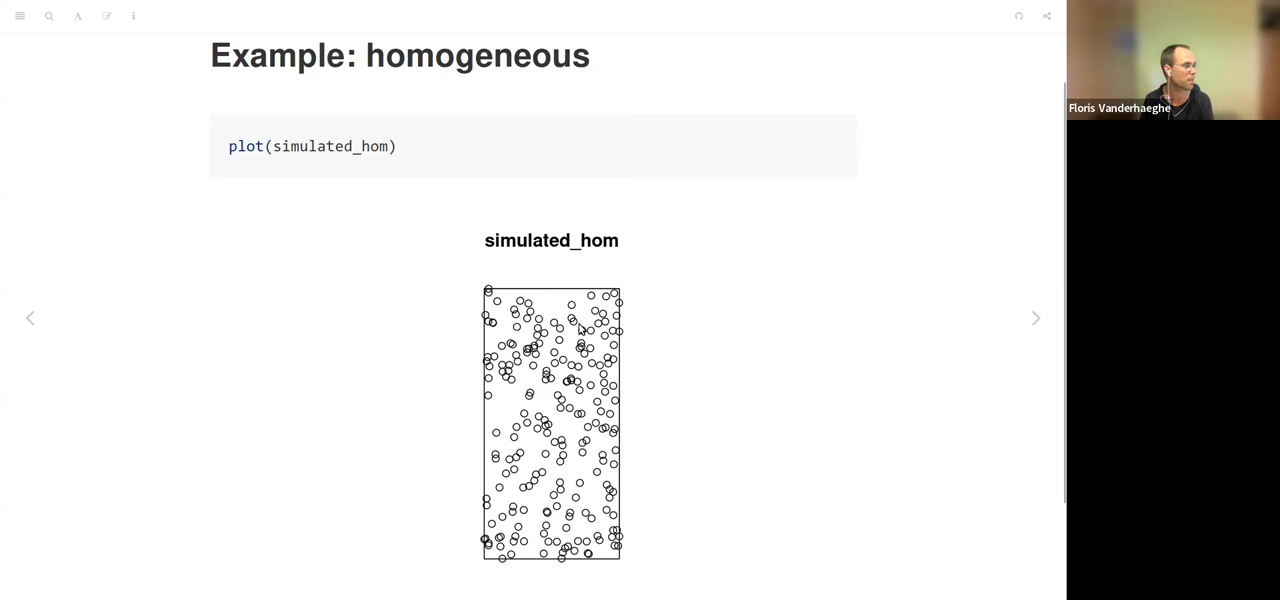 Example: homogeneous
plot(simulated_hom)
simulated_hom
Floris Vanderhaeghe